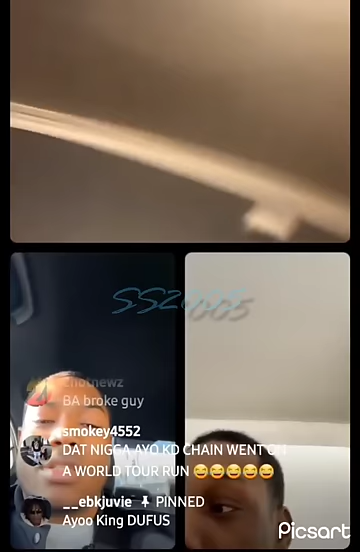 BA broke guy
smokey4552
DAT NIGGA AYO KD CHAIN WENT ON
A WORLD TOUR RUN 😂😂😂😂😂
__ebkjuvie 📌 PINNED
Ayoo King DUFUS
Picsart